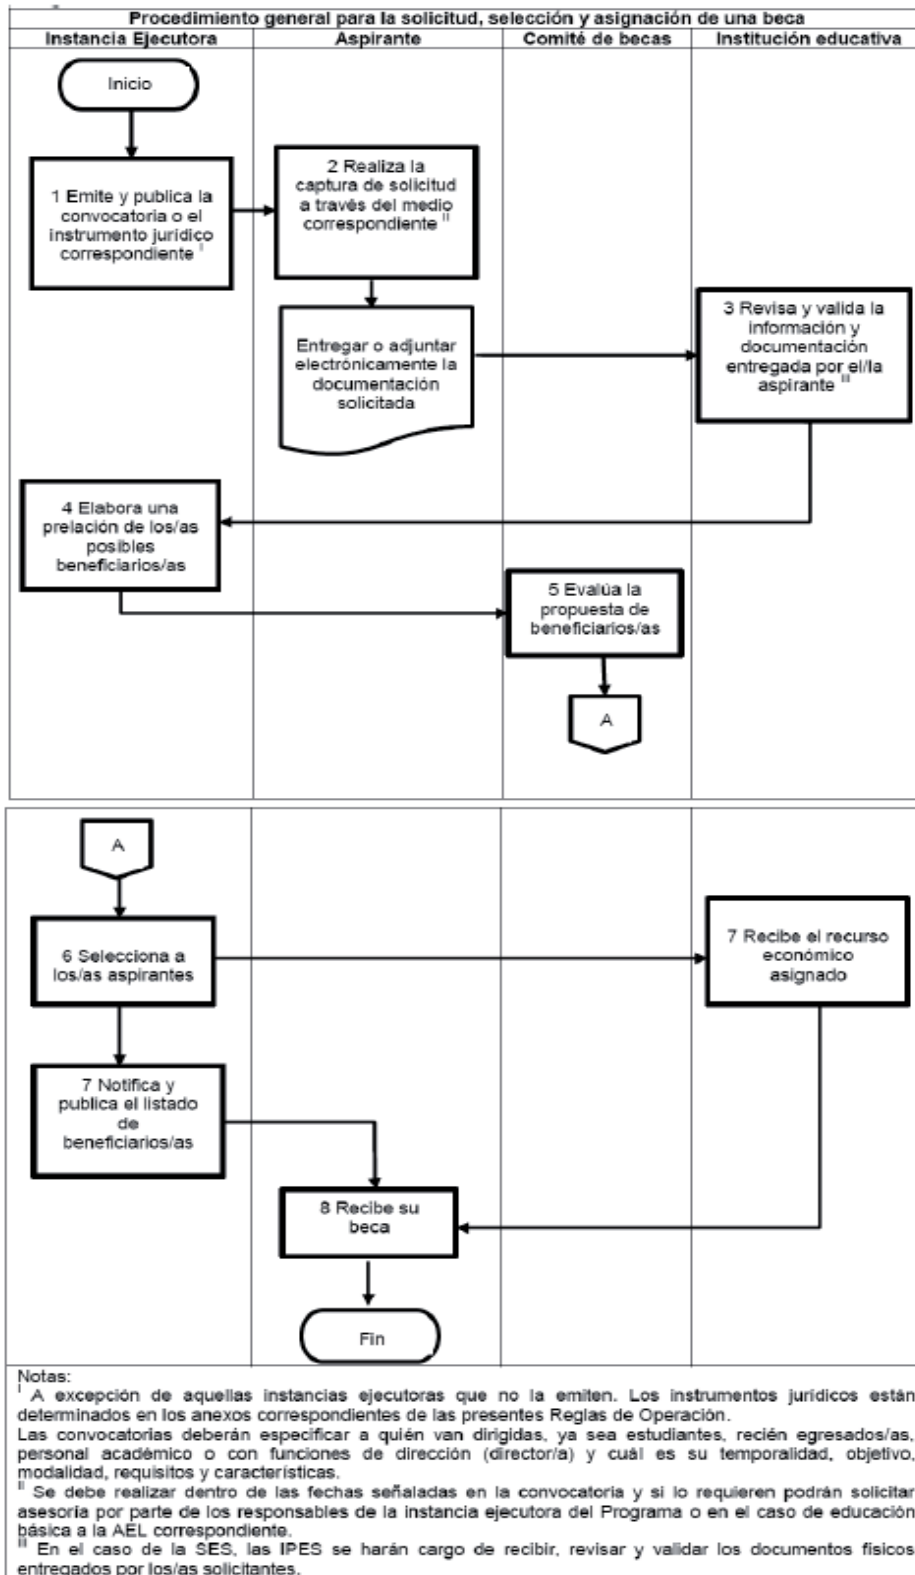 Procedimiento general para la solicitud, selección y asignación de una beca
Instancia Ejecutora
Aspirante
Comité de becas
Institución educativa
Inicio
1 Emite y publica la
convocatoria o el
instrumento jurídico
correspondiente I
2 Realiza la
captura de solicitud
a través del medio
correspondiente II
Entregar o adjuntar
electrónicamente la
documentación
solicitada
3 Revisa y valida la
información y
documentación
entregada por el/la
aspirante III
4 Elabora una
prelación de los/as
posibles
beneficiarios/as
5 Evalúa la
propuesta de
beneficiarios/as
A
A
6 Selecciona a
los/as aspirantes
7 Recibe el recurso
económico
asignado
7 Notifica y
publica el listado
de
beneficiarios/as
8 Recibe su
beca
Fin
Notas:
I A excepción de aquellas instancias ejecutoras que no la emiten. Los instrumentos jurídicos están
determinados en los anexos correspondientes de las presentes Reglas de Operación.
Las convocatorias deberán especificar a quién van dirigidas, ya sea estudiantes, recién egresados/as,
personal académico o con funciones de dirección (director/a) y cuál es su temporalidad, objetivo,
modalidad, requisitos y características.
II Se debe realizar dentro de las fechas señaladas en la convocatoria y si lo requieren podrán solicitar
asesoría por parte de los responsables de la instancia ejecutora del Programa o en el caso de educación
básica a la AEL correspondiente.
III En el caso de la SES, las IPES se harán cargo de recibir, revisar y validar los documentos físicos
entregados por los/as solicitantes.